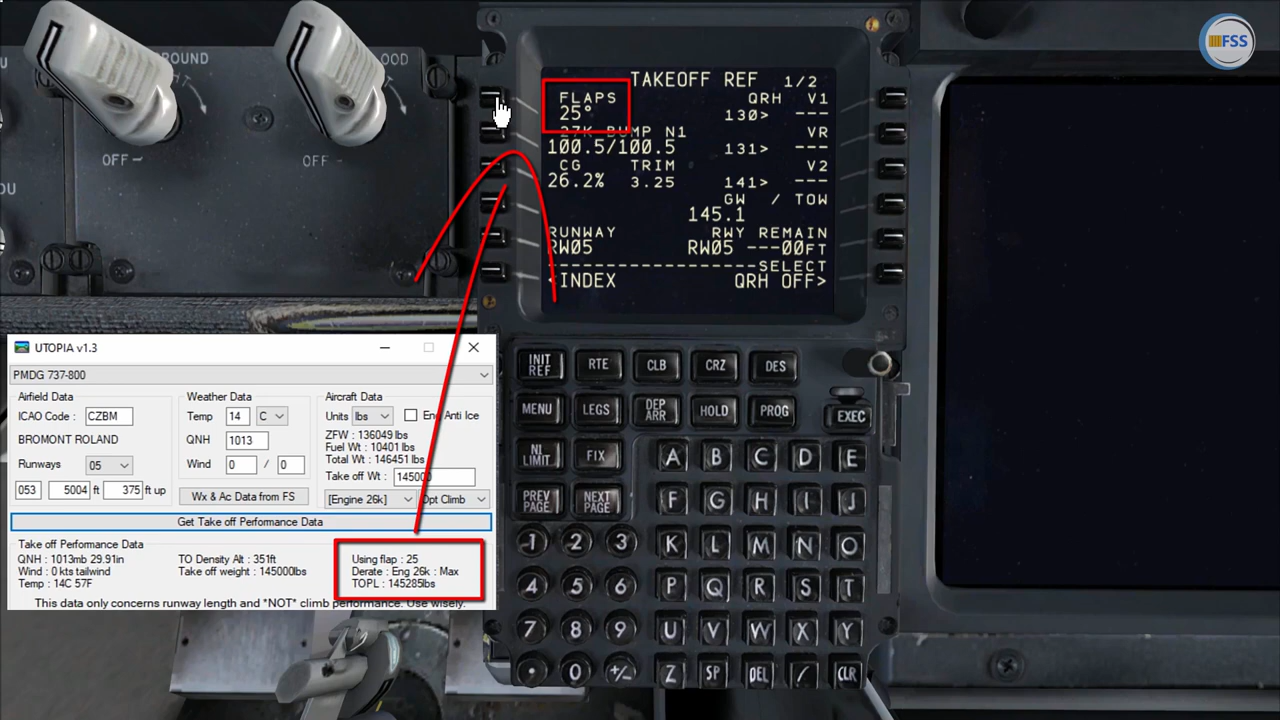 FSS
ROUND
OOD
OFF
OFF
DU
TAKEOFF REF 1/2
FLAPS QRH V1
25° 130> ---
27K BUMP N1 VR
100.5/100.5 131> ---
CG TRIM V2
26.2% 3.25 141> ---
GW / TOW
145.1
RUNWAY RWY REMAIN
RW05 RW05 ---00FT
--------------------SELECT
<INDEX QRH OFF>
INIT REF RTE CLB CRZ DES
MENU LEGS DEP ARR HOLD PROG EXEC
N1 LIMIT FIX A B C D E
PREV PAGE NEXT PAGE F G H I J
1 2 3 K L M N O
4 5 6 P Q R S T
7 8 9 U V W X Y
. 0 +/- Z SP DEL / CLR
UTOPIA v1.3
PMDG 737-800
Airfield Data Weather Data Aircraft Data
ICAO Code : CZBM Temp 14 C Units lbs Eng Anti Ice
BROMONT ROLAND QNH 1013 ZFW : 136049 lbs
Fuel Wt : 10401 lbs
Runways 05 Wind 0 / 0 Total Wt : 146451 lbs
Take off Wt : 145000
053 5004 ft 375 ft up Wx & Ac Data from FS [Engine 26k] Opt Climb
Get Take off Performance Data
Take off Performance Data
QNH : 1013mb 29.91in TO Density Alt : 351ft Using flap : 25
Wind : 0 kts tailwind Take off weight : 145000lbs Derate : Eng 26k : Max
Temp : 14C 57F TOPL : 145285lbs
This data only concerns runway length and *NOT* climb performance. Use wisely.